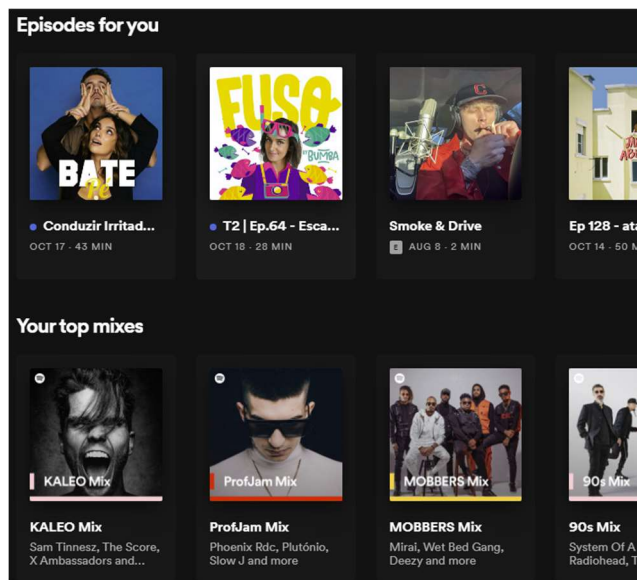 Episodes for you
BATE
FUSO
BUMBA
Conduzir Irritad...
OCT 17 · 43 MIN
T2 | Ep.64 - Esca...
OCT 18 · 28 MIN
Smoke & Drive
E AUG 8 · 2 MIN
Ep 128 - ata
OCT 14 · 50 M
Your top mixes
KALEO Mix
ProfJam Mix
MOBBERS Mix
90s Mix
KALEO Mix
Sam Tinnesz, The Score,
X Ambassadors and...
ProfJam Mix
Phoenix Rdc, Plutónio,
Slow J and more
MOBBERS Mix
Mirai, Wet Bed Gang,
Deezy and more
90s Mix
System Of A
Radiohead, T